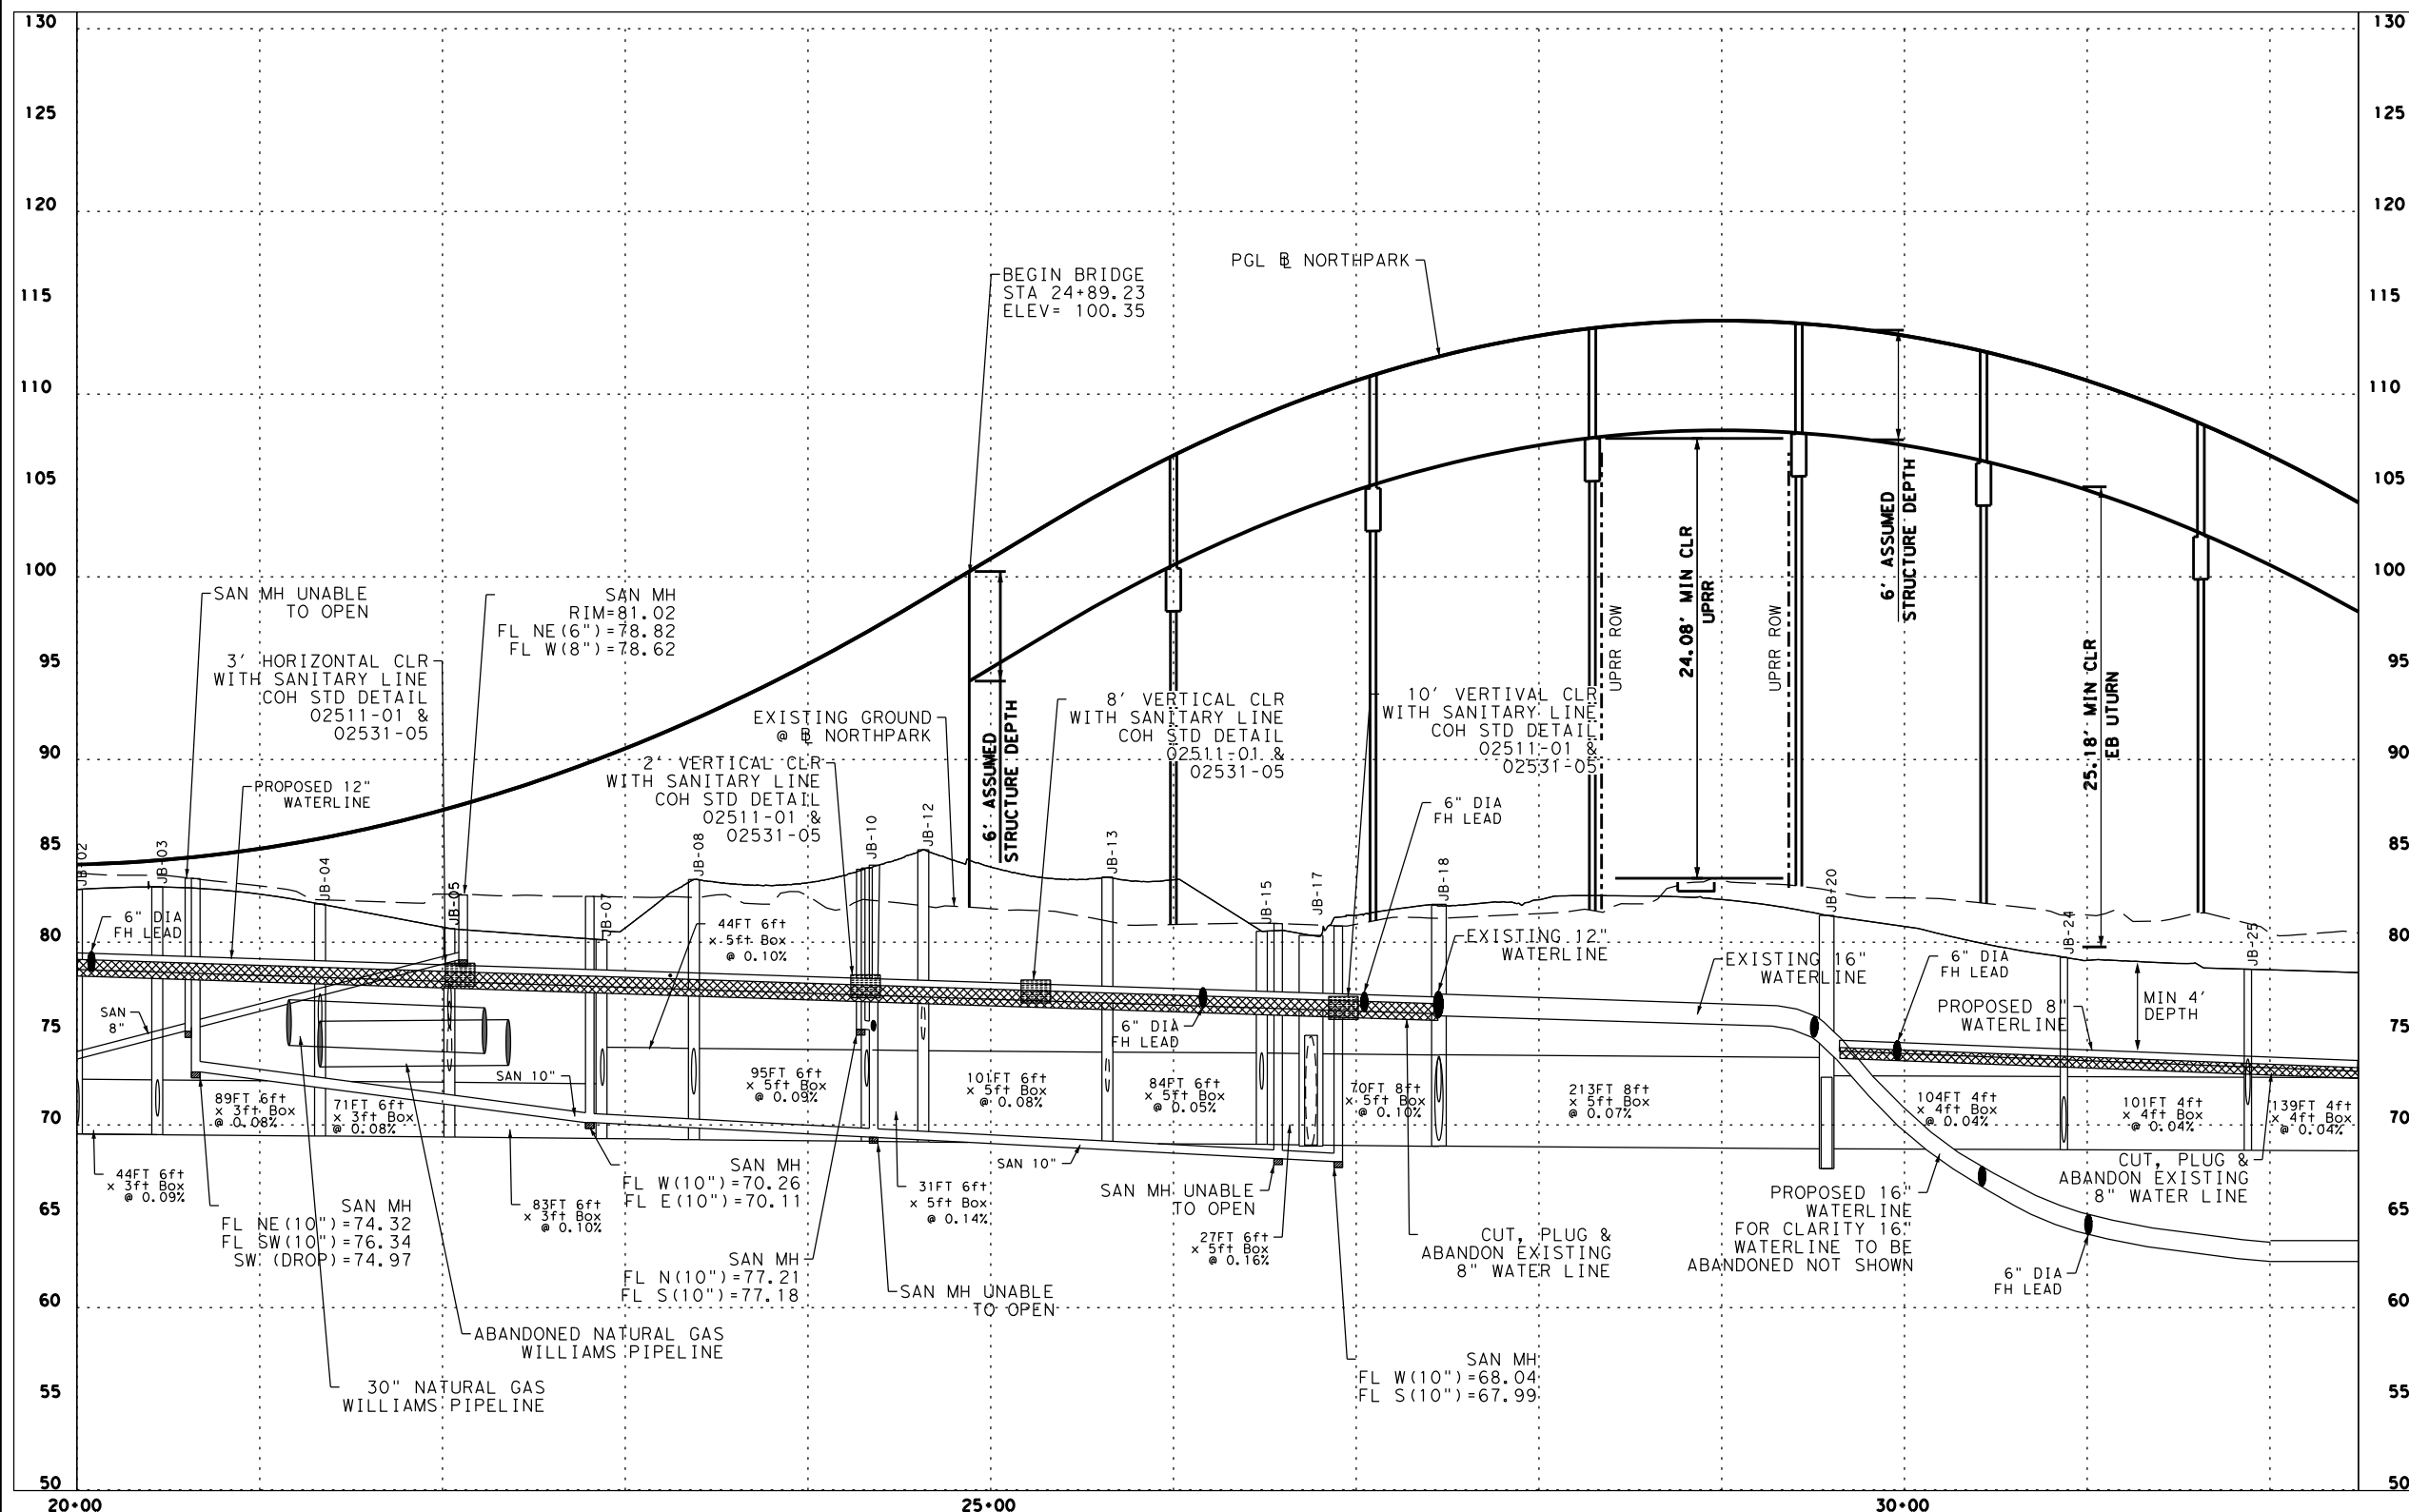 130
125
120
115
110
105
100
95
90
85
80
75
70
65
60
55
50
130
125
120
115
110
105
100
95
90
85
80
75
70
65
60
55
50
20+00
25+00
30+00
BEGIN BRIDGE
STA 24+89.23
ELEV= 100.35
PGL ⅊ NORTHPARK
SAN MH UNABLE
TO OPEN
SAN MH
RIM=81.02
FL NE(6")=78.82
FL W(8")=78.62
3' HORIZONTAL CLR
WITH SANITARY LINE
COH STD DETAIL
02511-01 &
02531-05
PROPOSED 12"
WATERLINE
EXISTING GROUND
@ ⅊ NORTHPARK
2' VERTICAL CLR
WITH SANITARY LINE
COH STD DETAIL
02511-01 &
02531-05
6' ASSUMED
STRUCTURE DEPTH
8' VERTICAL CLR
WITH SANITARY LINE
COH STD DETAIL
02511-01 &
02531-05
10' VERTIVAL CLR
WITH SANITARY LINE
COH STD DETAIL
02511-01 &
02531-05
UPRR ROW
24.08' MIN CLR
UPRR
UPRR ROW
6' ASSUMED
STRUCTURE DEPTH
25.18' MIN CLR
EB UTURN
JB-02
JB-03
JB-04
JB-05
JB-07
JB-08
JB-10
JB-12
JB-13
JB-15
JB-17
JB-18
JB-20
JB-24
JB-25
6" DIA
FH LEAD
SAN
8"
44FT 6ft
x 5ft Box
@ 0.10%
6" DIA
FH LEAD
6" DIA
FH LEAD
EXISTING 12"
WATERLINE
EXISTING 16"
WATERLINE
6" DIA
FH LEAD
PROPOSED 8"
WATERLINE
MIN 4'
DEPTH
89FT 6ft
x 3ft Box
@ 0.08%
71FT 6ft
x 3ft Box
@ 0.08%
SAN 10"
95FT 6ft
x 5ft Box
@ 0.09%
101FT 6ft
x 5ft Box
@ 0.08%
84FT 6ft
x 5ft Box
@ 0.05%
70FT 8ft
x 5ft Box
@ 0.10%
213FT 8ft
x 5ft Box
@ 0.07%
104FT 4ft
x 4ft Box
@ 0.04%
101FT 4ft
x 4ft Box
@ 0.04%
139FT 4ft
x 4ft Box
@ 0.04%
44FT 6ft
x 3ft Box
@ 0.09%
SAN MH
FL NE(10")=74.32
FL SW(10")=76.34
SW (DROP)=74.97
83FT 6ft
x 3ft Box
@ 0.10%
SAN MH
FL W(10")=70.26
FL E(10")=70.11
SAN MH
FL N(10")=77.21
FL S(10")=77.18
31FT 6ft
x 5ft Box
@ 0.14%
SAN 10"
SAN MH UNABLE
TO OPEN
SAN MH UNABLE
TO OPEN
27FT 6ft
x 5ft Box
@ 0.16%
CUT, PLUG &
ABANDON EXISTING
8" WATER LINE
PROPOSED 16"
WATERLINE
FOR CLARITY 16"
WATERLINE TO BE
ABANDONED NOT SHOWN
CUT, PLUG &
ABANDON EXISTING
8" WATER LINE
6" DIA
FH LEAD
ABANDONED NATURAL GAS
WILLIAMS PIPELINE
30" NATURAL GAS
WILLIAMS PIPELINE
SAN MH
FL W(10")=68.04
FL S(10")=67.99